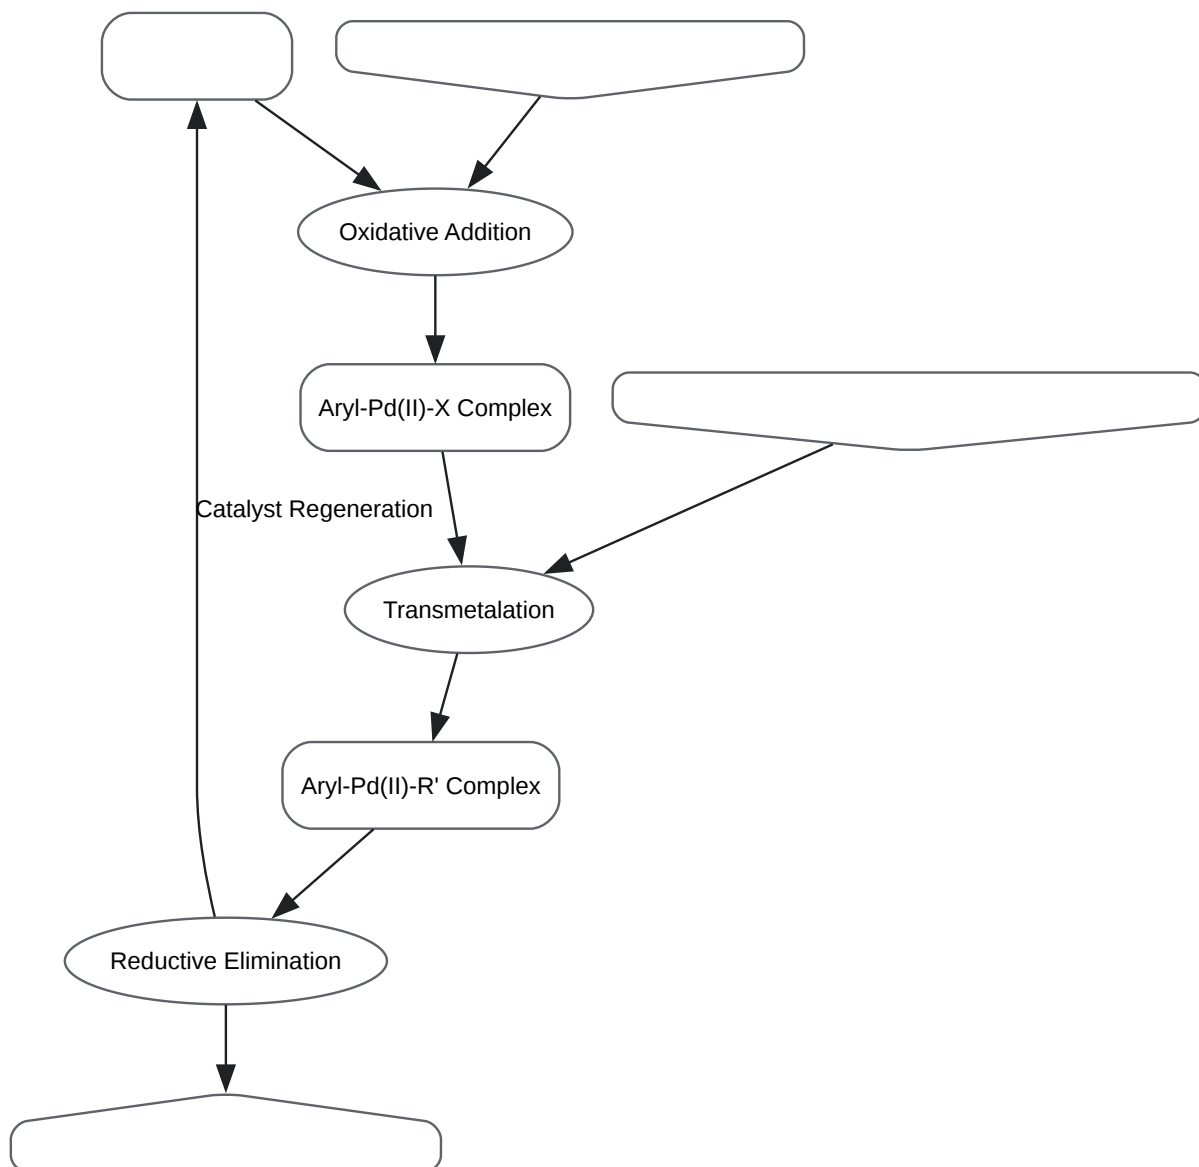 Oxidative Addition
Aryl-Pd(II)-X Complex
Catalyst Regeneration
Transmetalation
Aryl-Pd(II)-R' Complex
Reductive Elimination